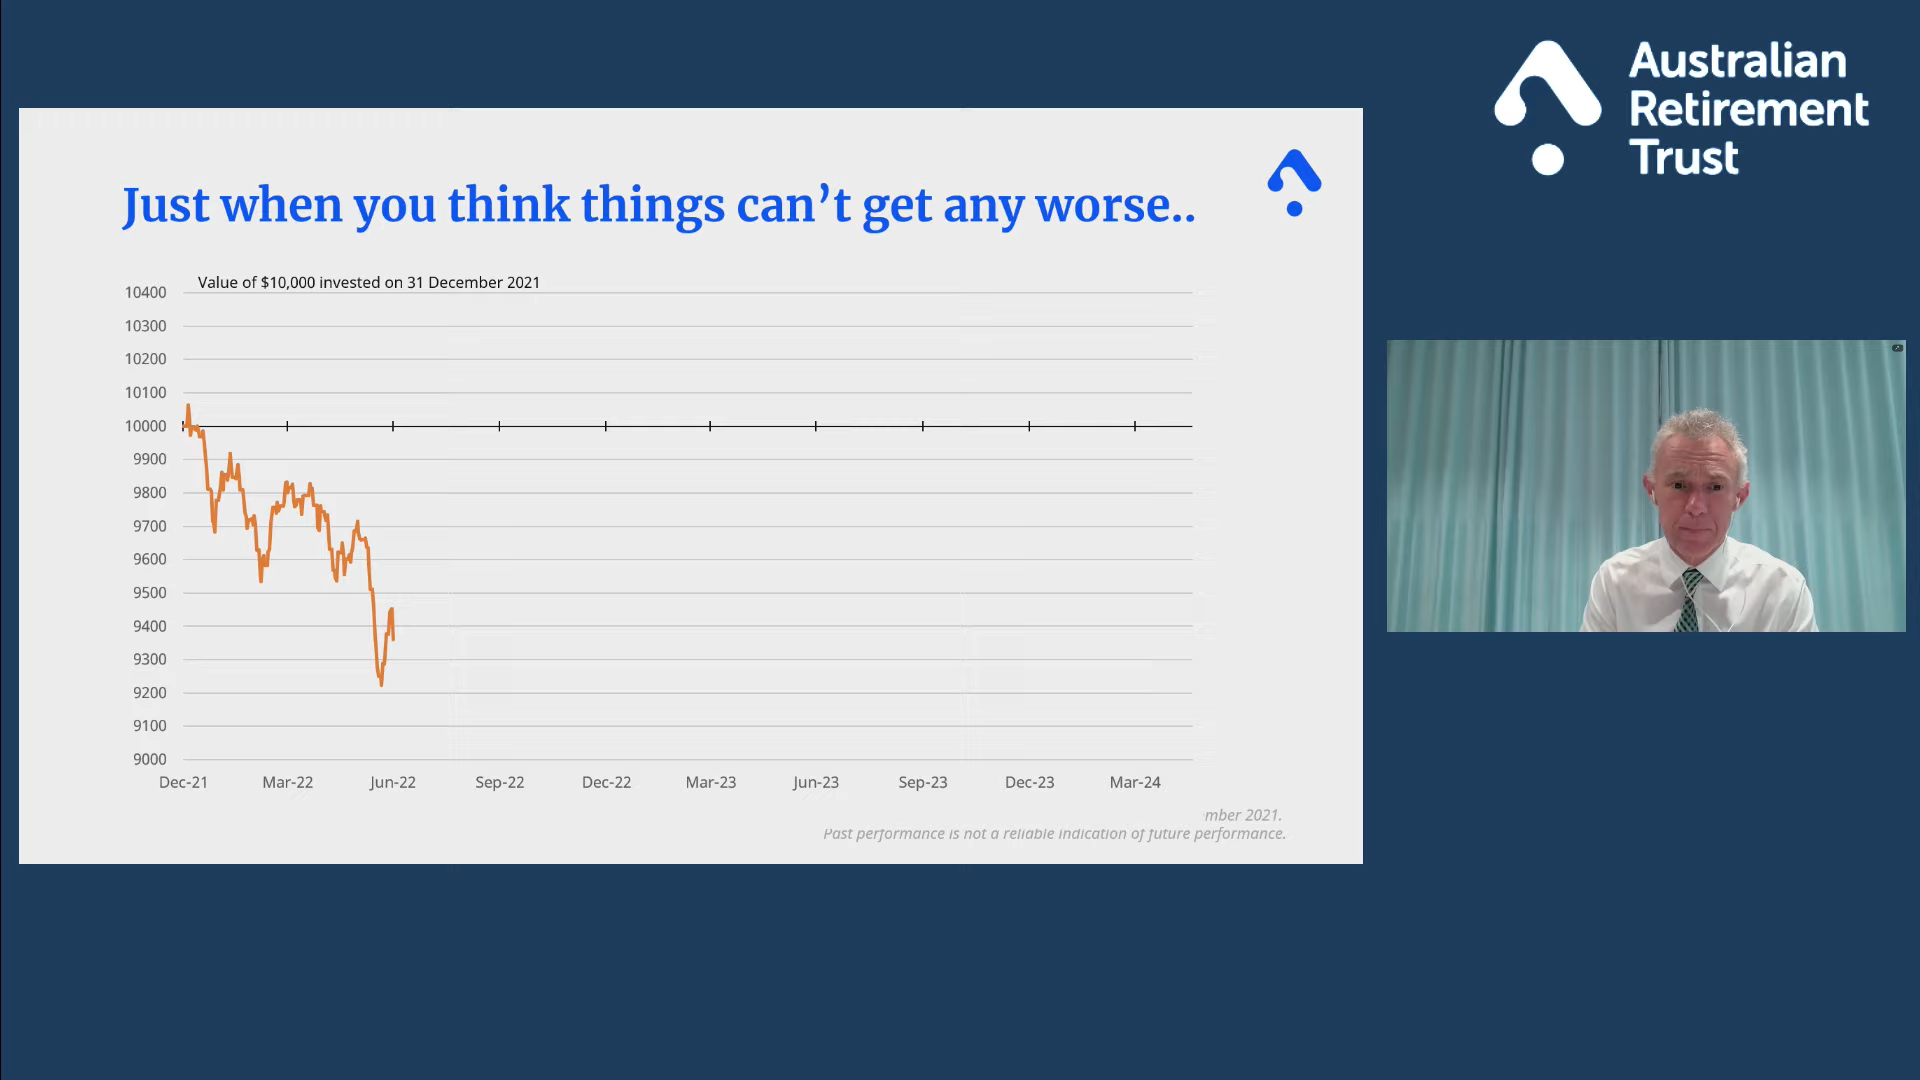 Australian
Retirement
Trust
Just when you think things can’t get any worse..
Value of $10,000 invested on 31 December 2021
10400
10300
10200
10100
10000
9900
9800
9700
9600
9500
9400
9300
9200
9100
9000
Dec-21 Mar-22 Jun-22 Sep-22 Dec-22 Mar-23 Jun-23 Sep-23 Dec-23 Mar-24
2021.
Past performance is not a reliable indication of future performance.